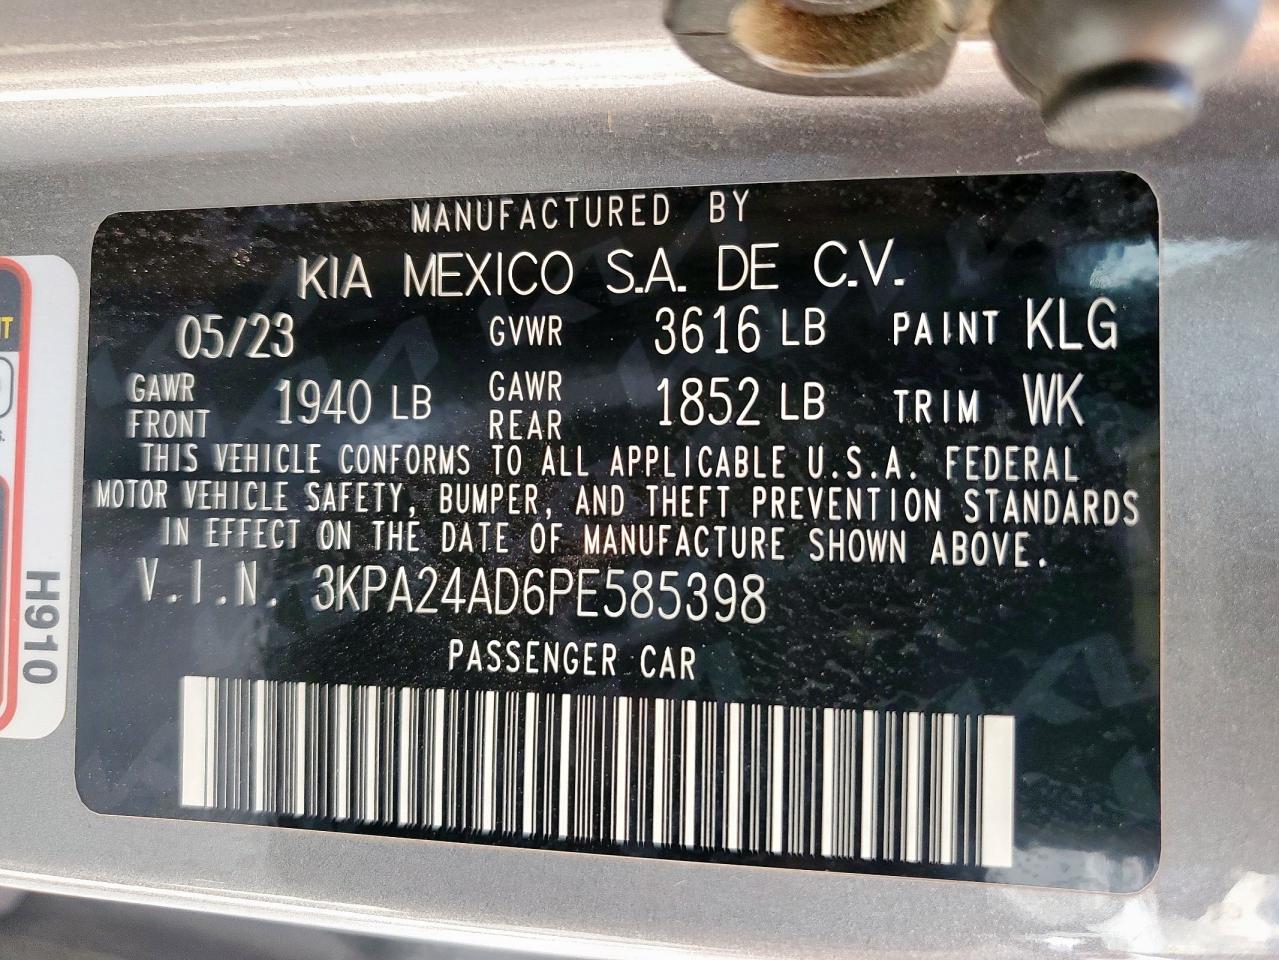 MANUFACTURED BY
KIA MEXICO S.A. DE C.V.
05/23 GVWR 3616 LB PAINT KLG
GAWR FRONT 1940 LB GAWR REAR 1852 LB TRIM WK
THIS VEHICLE CONFORMS TO ALL APPLICABLE U.S.A. FEDERAL
MOTOR VEHICLE SAFETY, BUMPER, AND THEFT PREVENTION STANDARDS
IN EFFECT ON THE DATE OF MANUFACTURE SHOWN ABOVE.
V.I.N. 3KPA24AD6PE585398
PASSENGER CAR
H910